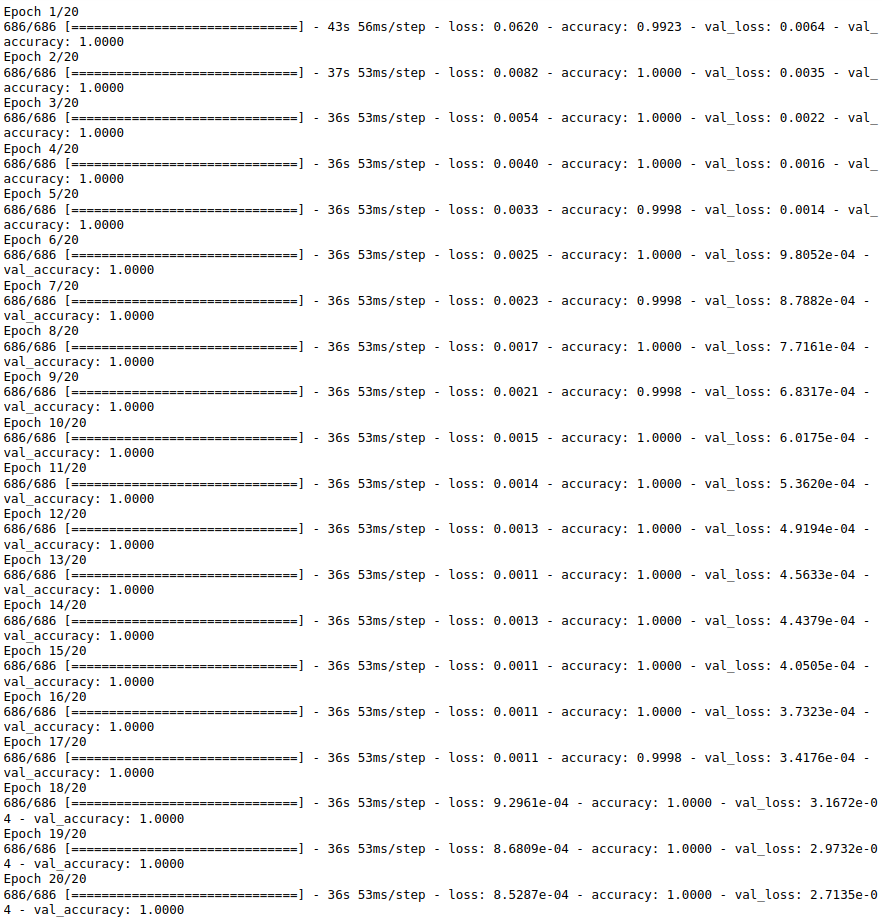 Epoch 1/20
686/686 [==============================] - 43s 56ms/step - loss: 0.0620 - accuracy: 0.9923 - val_loss: 0.0064 - val_
accuracy: 1.0000
Epoch 2/20
686/686 [==============================] - 37s 53ms/step - loss: 0.0082 - accuracy: 1.0000 - val_loss: 0.0035 - val_
accuracy: 1.0000
Epoch 3/20
686/686 [==============================] - 36s 53ms/step - loss: 0.0054 - accuracy: 1.0000 - val_loss: 0.0022 - val_
accuracy: 1.0000
Epoch 4/20
686/686 [==============================] - 36s 53ms/step - loss: 0.0040 - accuracy: 1.0000 - val_loss: 0.0016 - val_
accuracy: 1.0000
Epoch 5/20
686/686 [==============================] - 36s 53ms/step - loss: 0.0033 - accuracy: 0.9998 - val_loss: 0.0014 - val_
accuracy: 1.0000
Epoch 6/20
686/686 [==============================] - 36s 53ms/step - loss: 0.0025 - accuracy: 1.0000 - val_loss: 9.8052e-04 -
val_accuracy: 1.0000
Epoch 7/20
686/686 [==============================] - 36s 53ms/step - loss: 0.0023 - accuracy: 0.9998 - val_loss: 8.7882e-04 -
val_accuracy: 1.0000
Epoch 8/20
686/686 [==============================] - 36s 53ms/step - loss: 0.0017 - accuracy: 1.0000 - val_loss: 7.7161e-04 -
val_accuracy: 1.0000
Epoch 9/20
686/686 [==============================] - 36s 53ms/step - loss: 0.0021 - accuracy: 0.9998 - val_loss: 6.8317e-04 -
val_accuracy: 1.0000
Epoch 10/20
686/686 [==============================] - 36s 53ms/step - loss: 0.0015 - accuracy: 1.0000 - val_loss: 6.0175e-04 -
val_accuracy: 1.0000
Epoch 11/20
686/686 [==============================] - 36s 53ms/step - loss: 0.0014 - accuracy: 1.0000 - val_loss: 5.3620e-04 -
val_accuracy: 1.0000
Epoch 12/20
686/686 [==============================] - 36s 53ms/step - loss: 0.0013 - accuracy: 1.0000 - val_loss: 4.9194e-04 -
val_accuracy: 1.0000
Epoch 13/20
686/686 [==============================] - 36s 53ms/step - loss: 0.0011 - accuracy: 1.0000 - val_loss: 4.5633e-04 -
val_accuracy: 1.0000
Epoch 14/20
686/686 [==============================] - 36s 53ms/step - loss: 0.0013 - accuracy: 1.0000 - val_loss: 4.4379e-04 -
val_accuracy: 1.0000
Epoch 15/20
686/686 [==============================] - 36s 53ms/step - loss: 0.0011 - accuracy: 1.0000 - val_loss: 4.0505e-04 -
val_accuracy: 1.0000
Epoch 16/20
686/686 [==============================] - 36s 53ms/step - loss: 0.0011 - accuracy: 1.0000 - val_loss: 3.7323e-04 -
val_accuracy: 1.0000
Epoch 17/20
686/686 [==============================] - 36s 53ms/step - loss: 0.0011 - accuracy: 0.9998 - val_loss: 3.4176e-04 -
val_accuracy: 1.0000
Epoch 18/20
686/686 [==============================] - 36s 53ms/step - loss: 9.2961e-04 - accuracy: 1.0000 - val_loss: 3.1672e-0
4 - val_accuracy: 1.0000
Epoch 19/20
686/686 [==============================] - 36s 53ms/step - loss: 8.6809e-04 - accuracy: 1.0000 - val_loss: 2.9732e-0
4 - val_accuracy: 1.0000
Epoch 20/20
686/686 [==============================] - 36s 53ms/step - loss: 8.5287e-04 - accuracy: 1.0000 - val_loss: 2.7135e-0
4 - val_accuracy: 1.0000